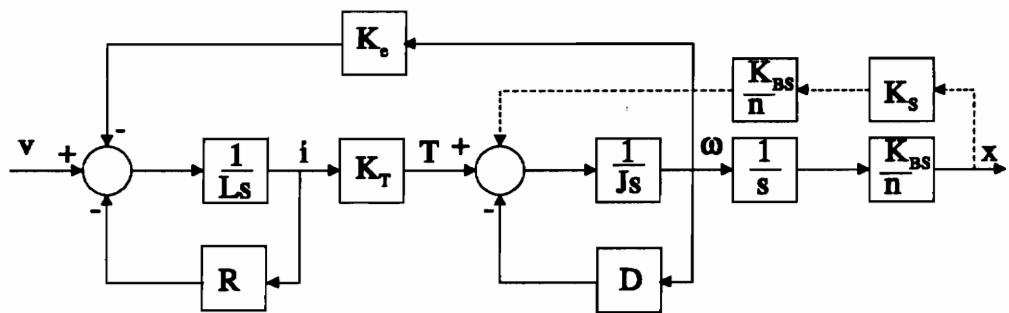 K_e
K_BS
n
K_S
-
v
+
1
Ls
i
K_T
T
+
1
Js
ω
1
s
K_BS
n
x
-
-
R
D